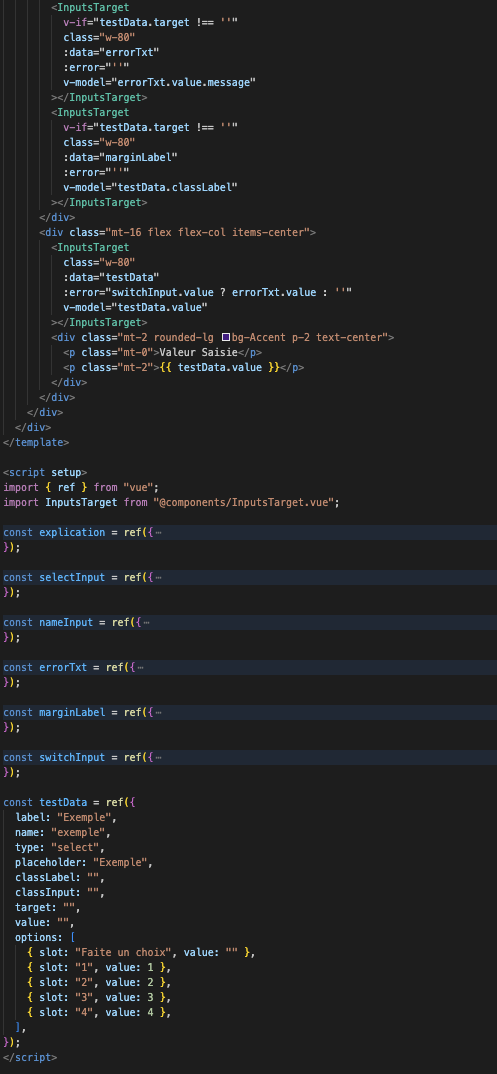 <InputsTarget
v-if="testData.target !== ''"
class="w-80"
:data="errorTxt"
:error="''"
v-model="errorTxt.value.message"
></InputsTarget>
<InputsTarget
v-if="testData.target !== ''"
class="w-80"
:data="marginLabel"
:error="''"
v-model="testData.classLabel"
></InputsTarget>
</div>
<div class="mt-16 flex flex-col items-center">
<InputsTarget
class="w-80"
:data="testData"
:error="switchInput.value ? errorTxt.value : ''"
v-model="testData.value"
></InputsTarget>
<div class="mt-2 rounded-lg bg-Accent p-2 text-center">
<p class="mt-0">Valeur Saisie</p>
<p class="mt-2">{{ testData.value }}</p>
</div>
</div>
</div>
</div>
</template>
<script setup>
import { ref } from "vue";
import InputsTarget from "@components/InputsTarget.vue";
const explication = ref({⋯
});
const selectInput = ref({⋯
});
const nameInput = ref({⋯
});
const errorTxt = ref({⋯
});
const marginLabel = ref({⋯
});
const switchInput = ref({⋯
});
const testData = ref({
label: "Exemple",
name: "exemple",
type: "select",
placeholder: "Exemple",
classLabel: "",
classInput: "",
target: "",
value: "",
options: [
{ slot: "Faite un choix", value: "" },
{ slot: "1", value: 1 },
{ slot: "2", value: 2 },
{ slot: "3", value: 3 },
{ slot: "4", value: 4 },
],
});
</script>